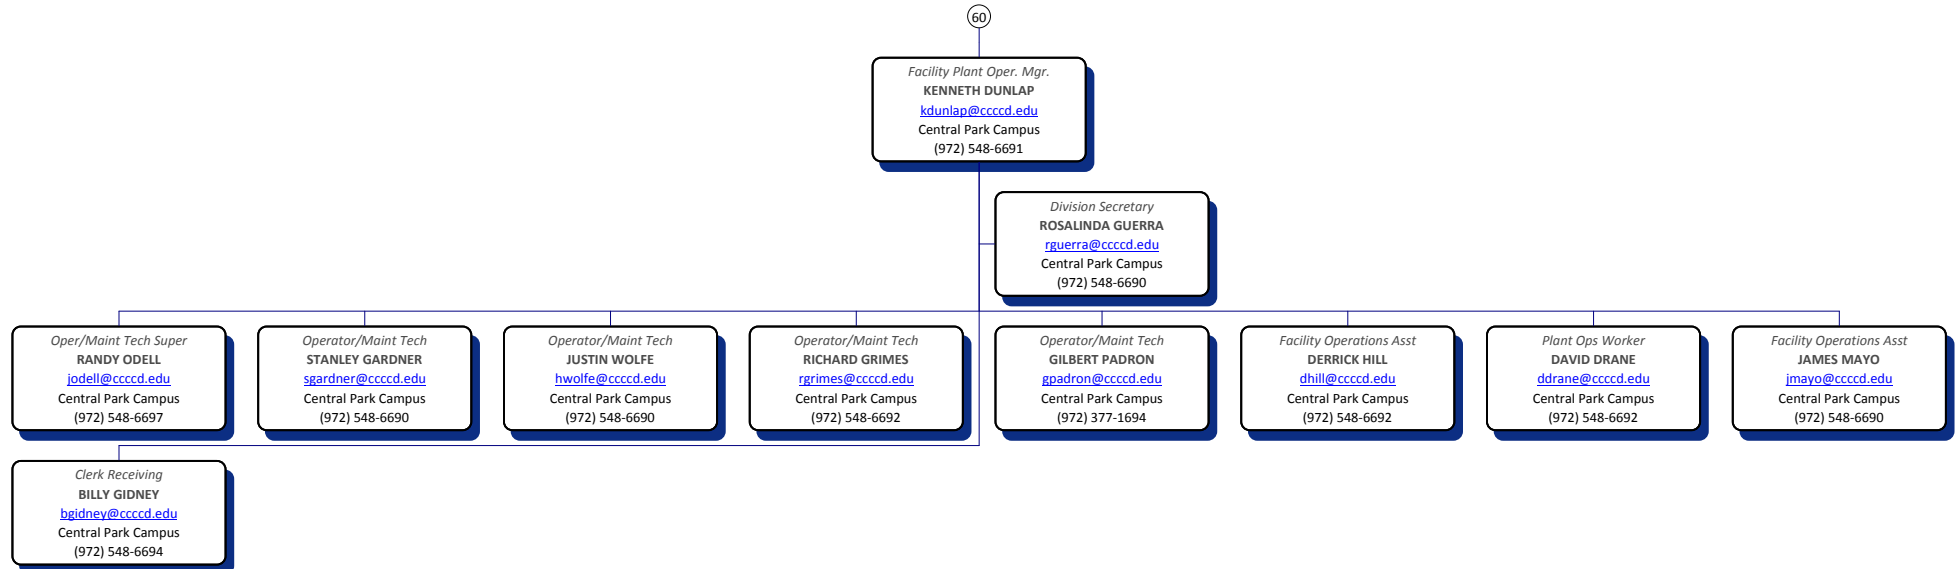 60
Facility Plant Oper. Mgr.
KENNETH DUNLAP
kdunlap@ccccd.edu
Central Park Campus
(972) 548-6691
Division Secretary
ROSALINDA GUERRA
rguerra@ccccd.edu
Central Park Campus
(972) 548-6690
Oper/Maint Tech Super
RANDY ODELL
jodell@ccccd.edu
Central Park Campus
(972) 548-6697
Operator/Maint Tech
STANLEY GARDNER
sgardner@ccccd.edu
Central Park Campus
(972) 548-6690
Operator/Maint Tech
JUSTIN WOLFE
hwolfe@ccccd.edu
Central Park Campus
(972) 548-6690
Operator/Maint Tech
RICHARD GRIMES
rgrimes@ccccd.edu
Central Park Campus
(972) 548-6692
Operator/Maint Tech
GILBERT PADRON
gpadron@ccccd.edu
Central Park Campus
(972) 377-1694
Facility Operations Asst
DERRICK HILL
dhill@ccccd.edu
Central Park Campus
(972) 548-6692
Plant Ops Worker
DAVID DRANE
ddrane@ccccd.edu
Central Park Campus
(972) 548-6692
Facility Operations Asst
JAMES MAYO
jmayo@ccccd.edu
Central Park Campus
(972) 548-6690
Clerk Receiving
BILLY GIDNEY
bgidney@ccccd.edu
Central Park Campus
(972) 548-6694